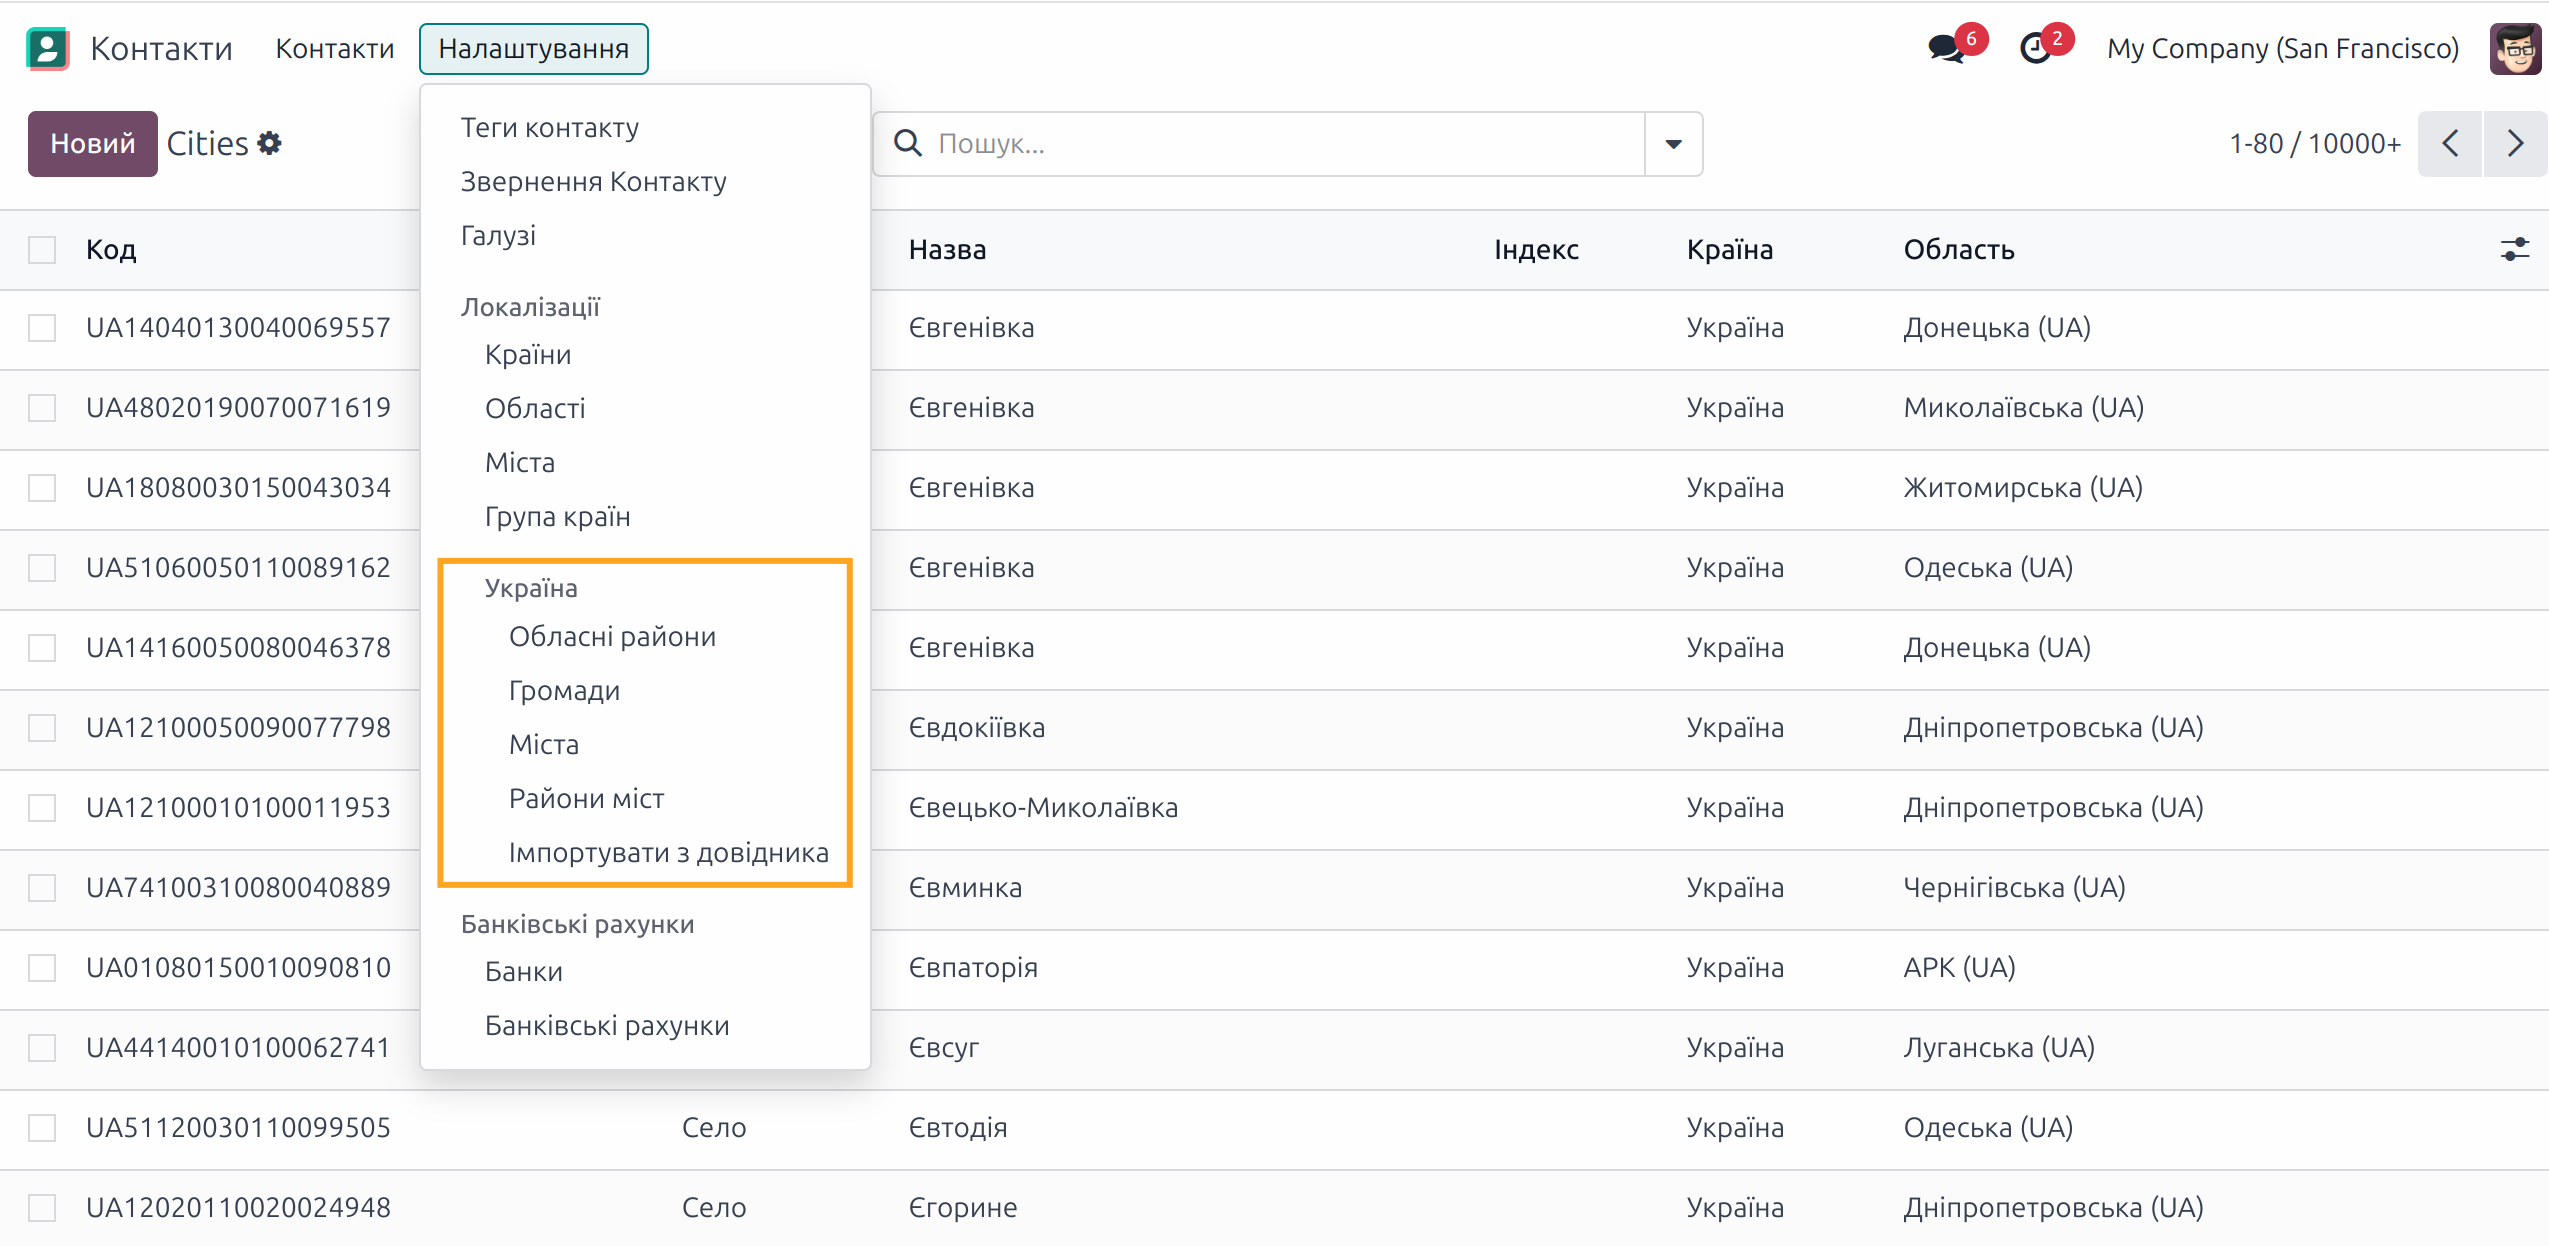 Контакти Контакти Налаштування 6 2 My Company (San Francisco)
Новий Cities Пошук... 1-80 / 10000+
Теги контакту
Звернення Контакту
Галузі
Локалізації
Країни
Області
Міста
Група країн
Україна
Обласні райони
Громади
Міста
Райони міст
Імпортувати з довідника
Банківські рахунки
Банки
Банківські рахунки
Код Назва Індекс Країна Область
UA14040130040069557 Євгенівка Україна Донецька (UA)
UA48020190070071619 Євгенівка Україна Миколаївська (UA)
UA18080030150043034 Євгенівка Україна Житомирська (UA)
UA51060050110089162 Євгенівка Україна Одеська (UA)
UA14160050080046378 Євгенівка Україна Донецька (UA)
UA12100050090077798 Євдокіївка Україна Дніпропетровська (UA)
UA12100010100011953 Євецько-Миколаївка Україна Дніпропетровська (UA)
UA74100310080040889 Євминка Україна Чернігівська (UA)
UA01080150010090810 Євпаторія Україна АРК (UA)
UA44140010100062741 Євсуг Україна Луганська (UA)
UA51120030110099505 Село Євтодія Україна Одеська (UA)
UA12020110020024948 Село Єгорине Україна Дніпропетровська (UA)